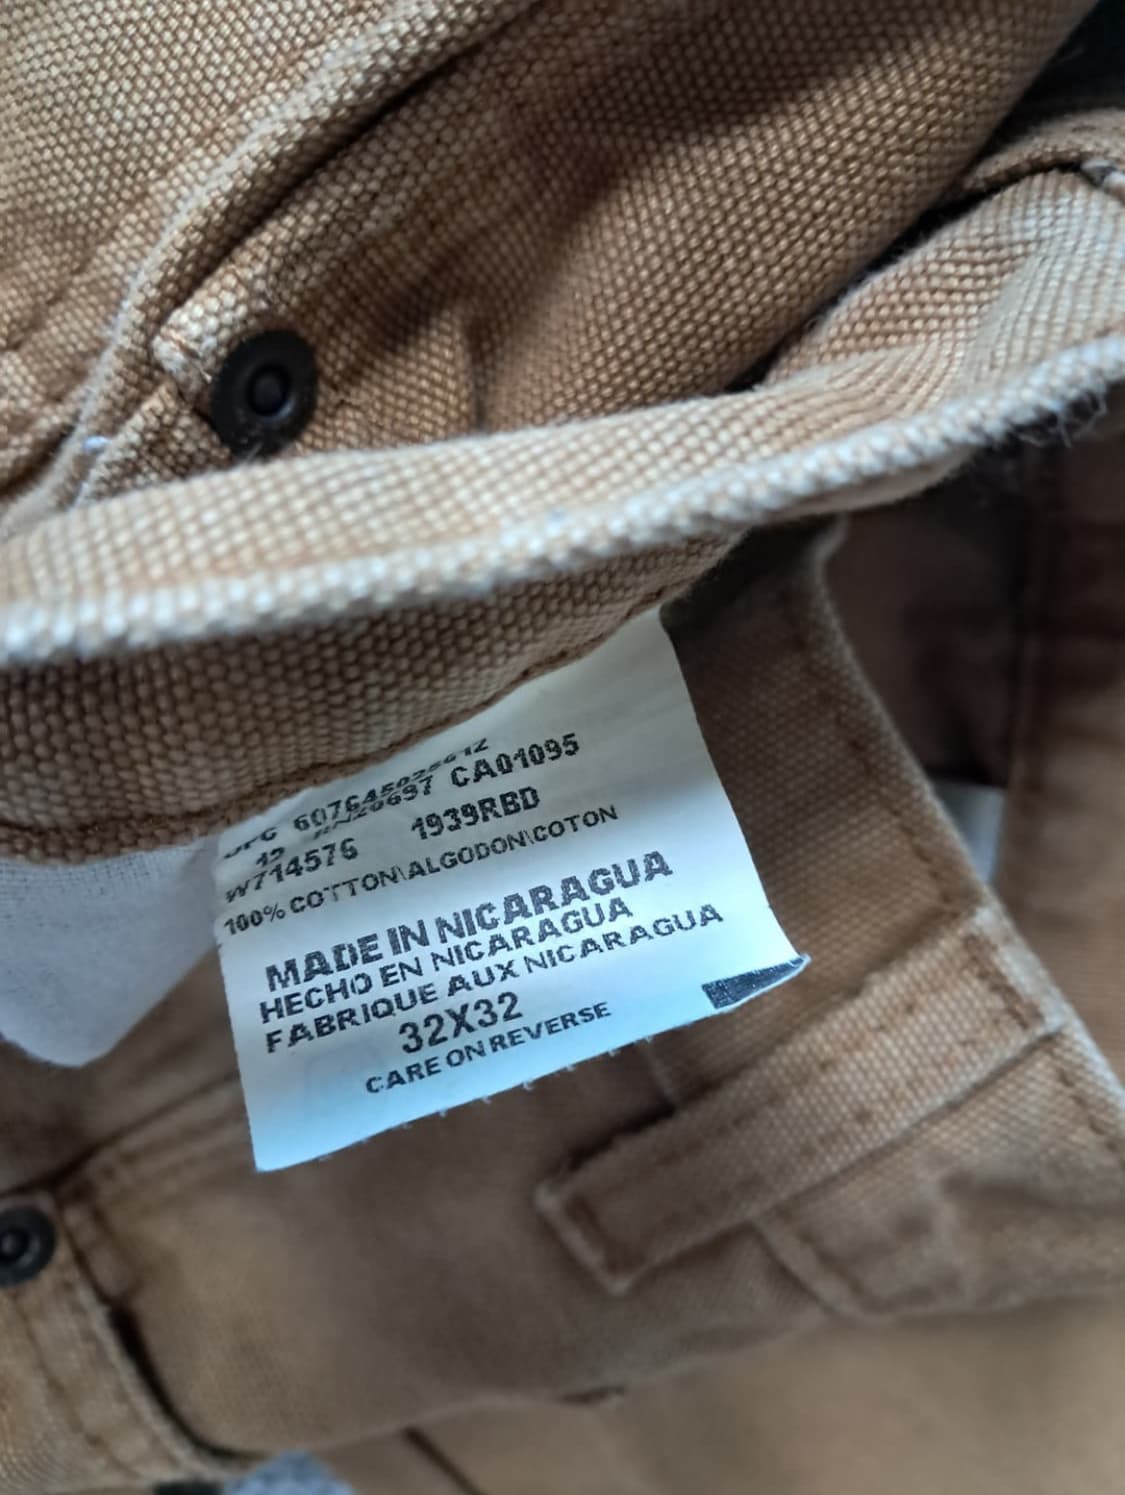 CA01095
1939RBD
100% COTTON\ALGODON\COTON
MADE IN NICARAGUA
HECHO EN NICARAGUA
FABRIQUE AUX NICARAGUA
32X32
CARE ON REVERSE